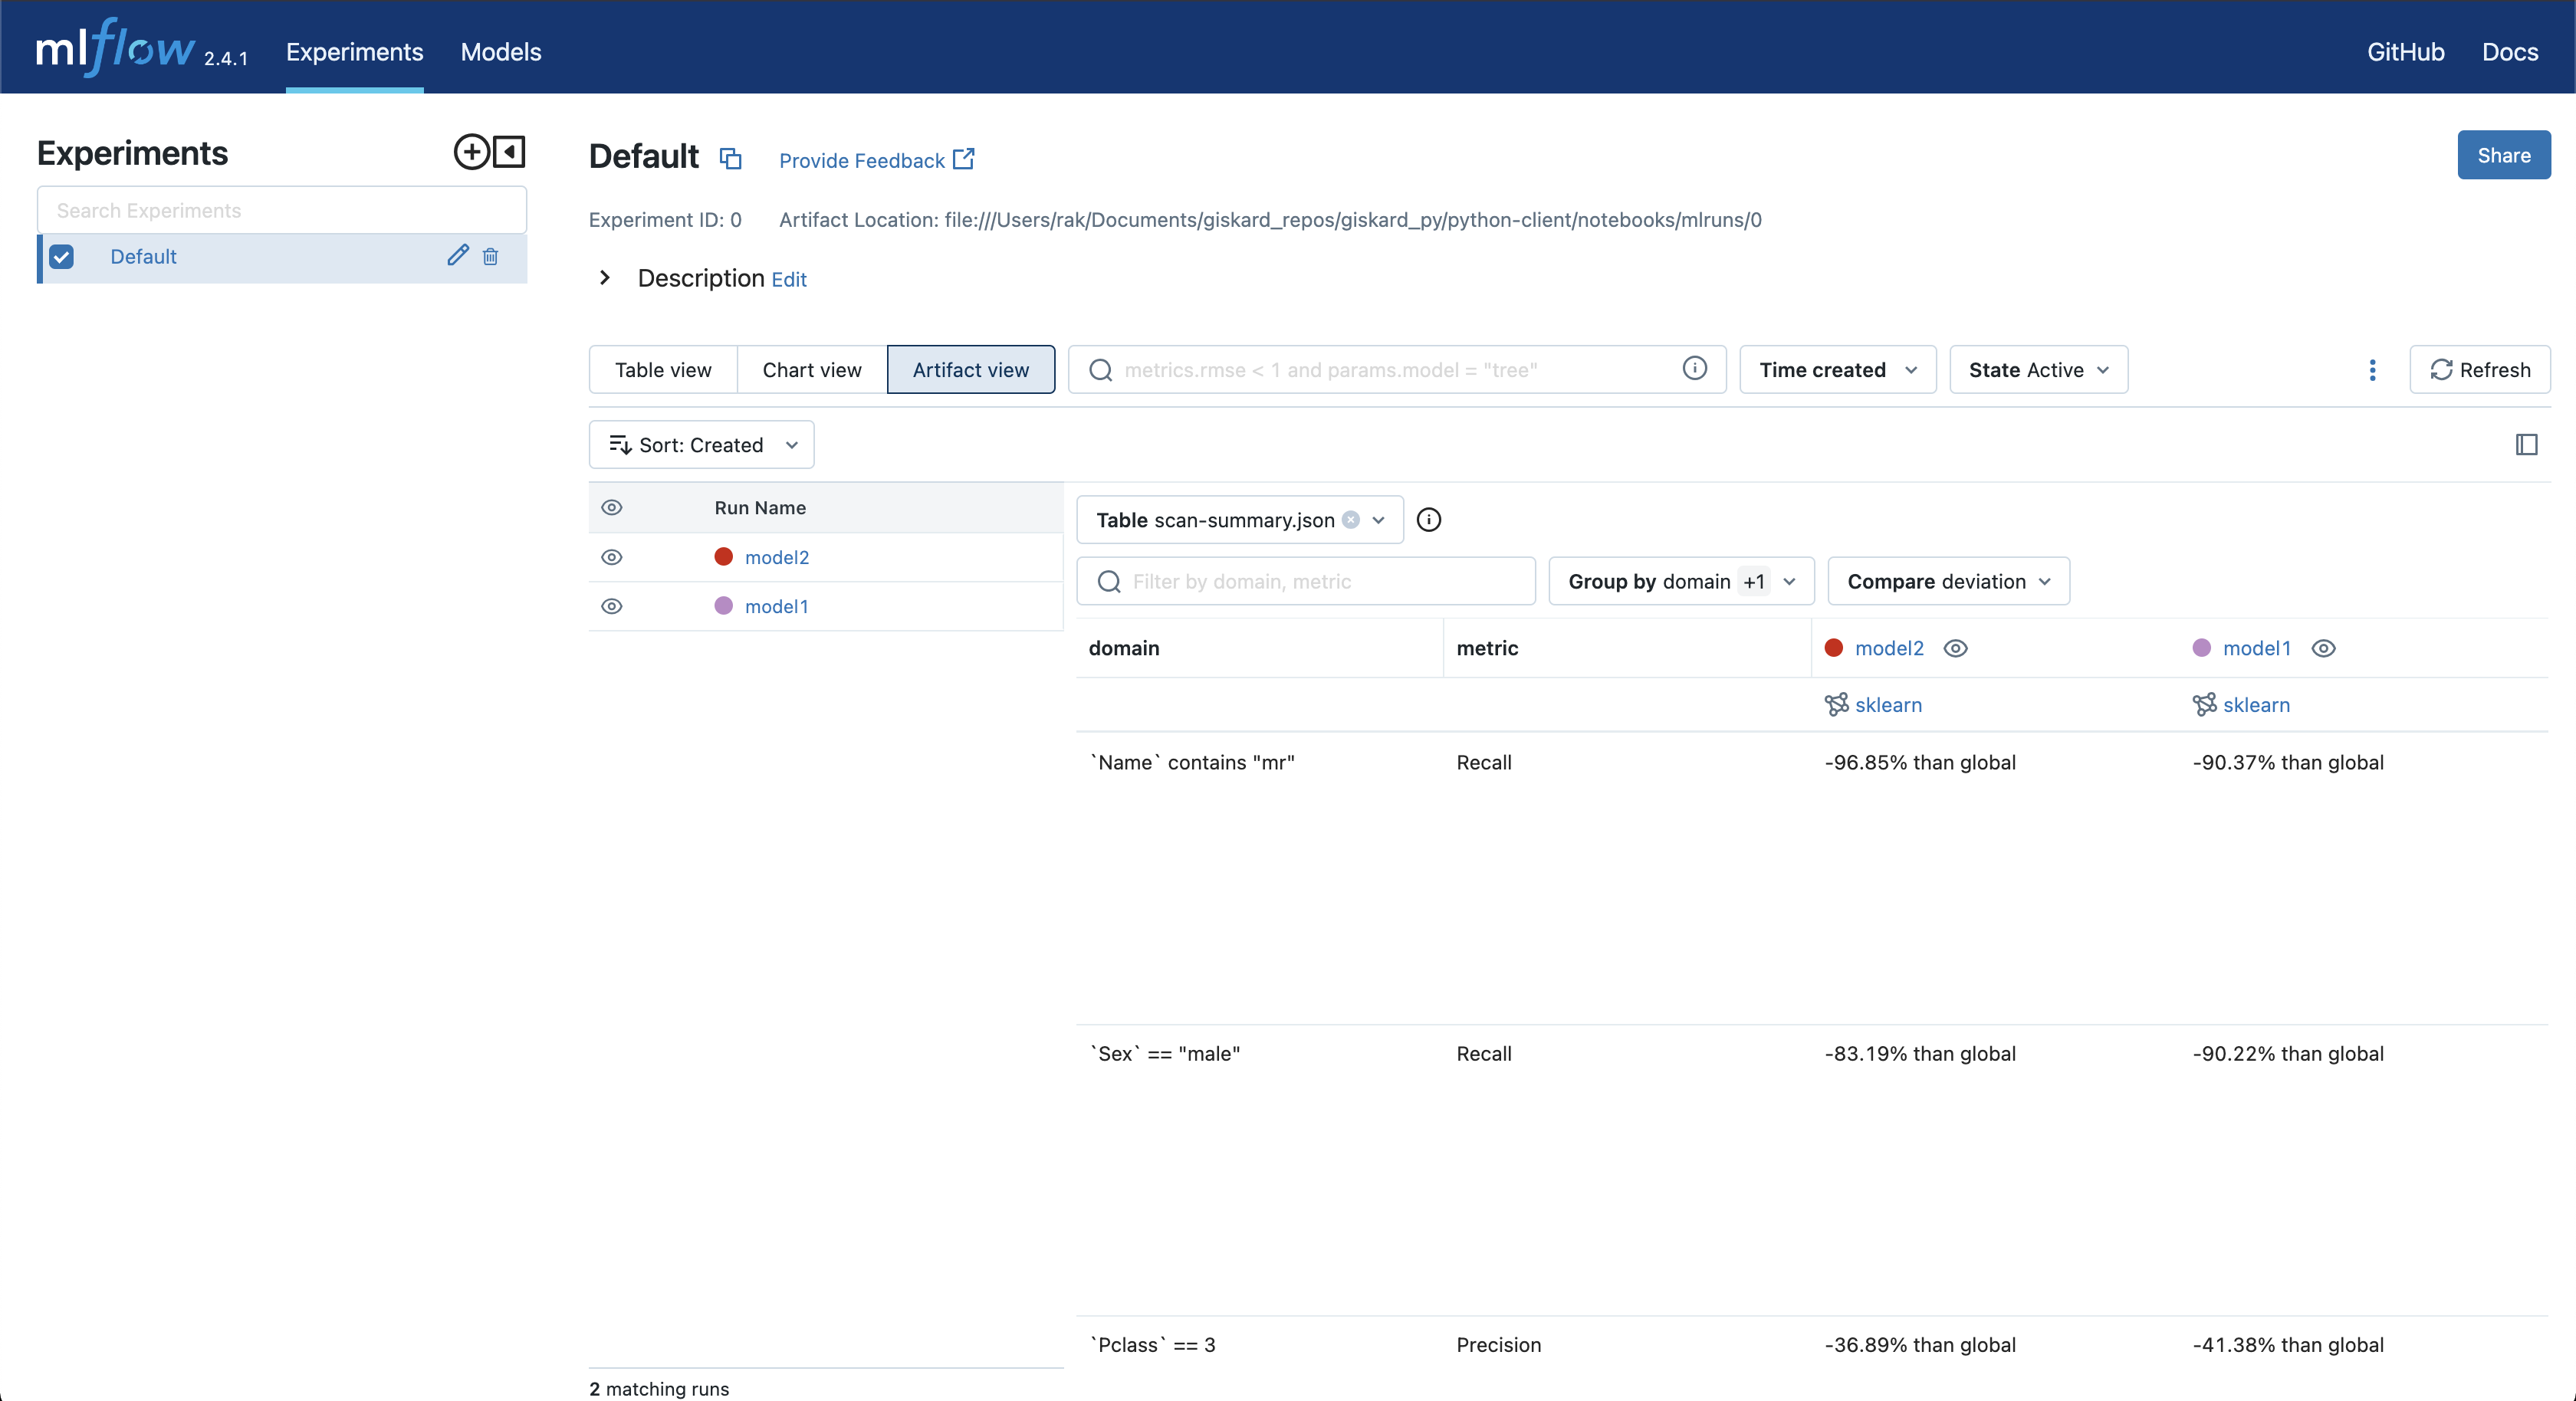 mlflow 2.4.1 Experiments Models GitHub Docs
Experiments
Search Experiments
Default
Default Provide Feedback Share
Experiment ID: 0 Artifact Location: file:///Users/rak/Documents/giskard_repos/giskard_py/python-client/notebooks/mlruns/0
Description Edit
Table view Chart view Artifact view metrics.rmse < 1 and params.model = "tree" Time created State Active Refresh
Sort: Created
Run Name
model2
model1
2 matching runs
Table scan-summary.json
Filter by domain, metric Group by domain +1 Compare deviation
domain metric model2 model1
sklearn sklearn
`Name` contains "mr" Recall -96.85% than global -90.37% than global
`Sex` == "male" Recall -83.19% than global -90.22% than global
`Pclass` == 3 Precision -36.89% than global -41.38% than global